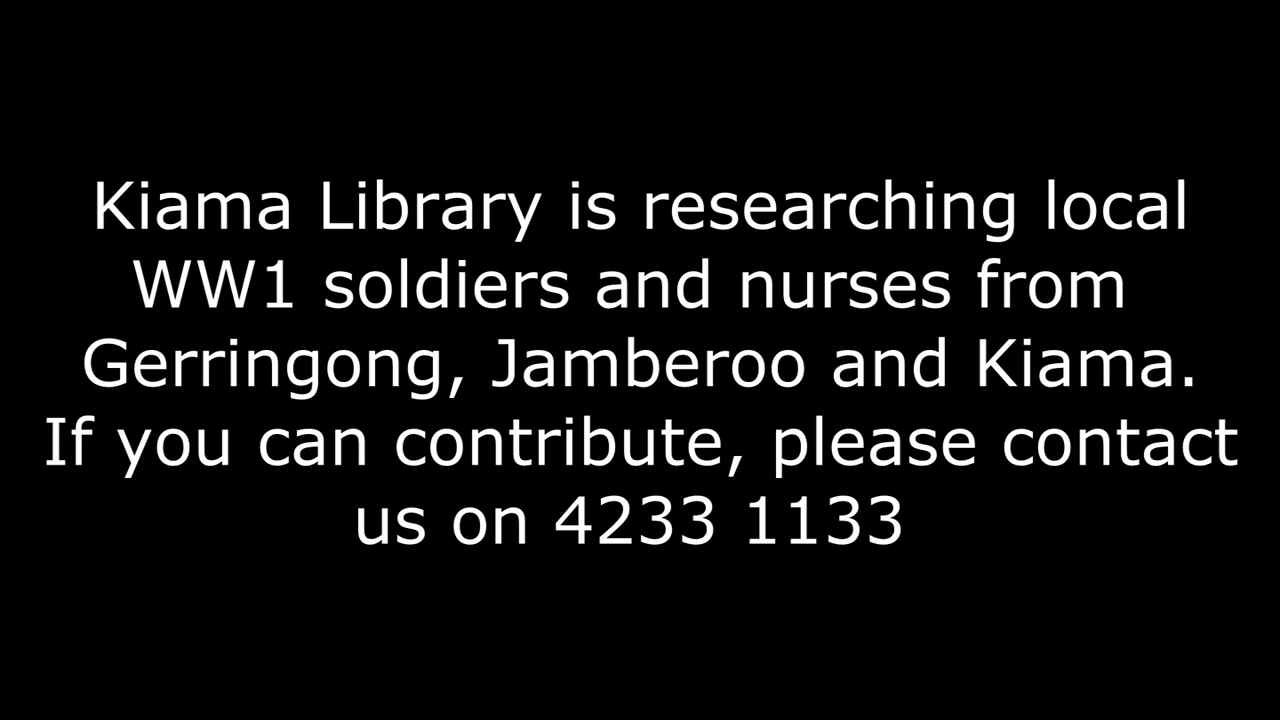 Kiama Library is researching local
WW1 soldiers and nurses from
Gerringong, Jamberoo and Kiama.
If you can contribute, please contact
us on 4233 1133